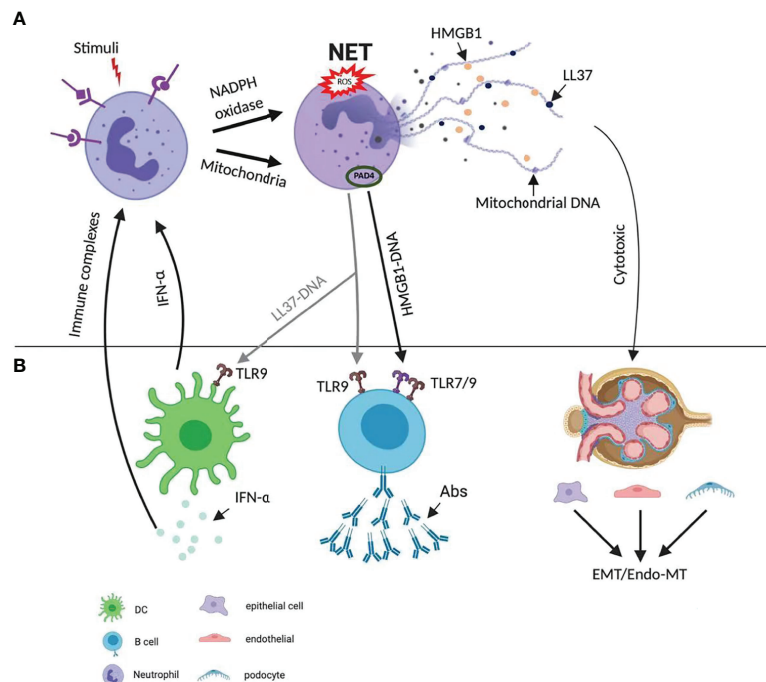 A
Stimuli
NADPH
oxidase
Mitochondria
NET
ROS
PAD4
HMGB1
LL37
Mitochondrial DNA
Cytotoxic
Immune complexes
IFN-α
LL37-DNA
HMGB1-DNA
B
TLR9
TLR9
TLR7/9
IFN-α
Abs
EMT/Endo-MT
DC
epithelial cell
B cell
endothelial
Neutrophil
podocyte